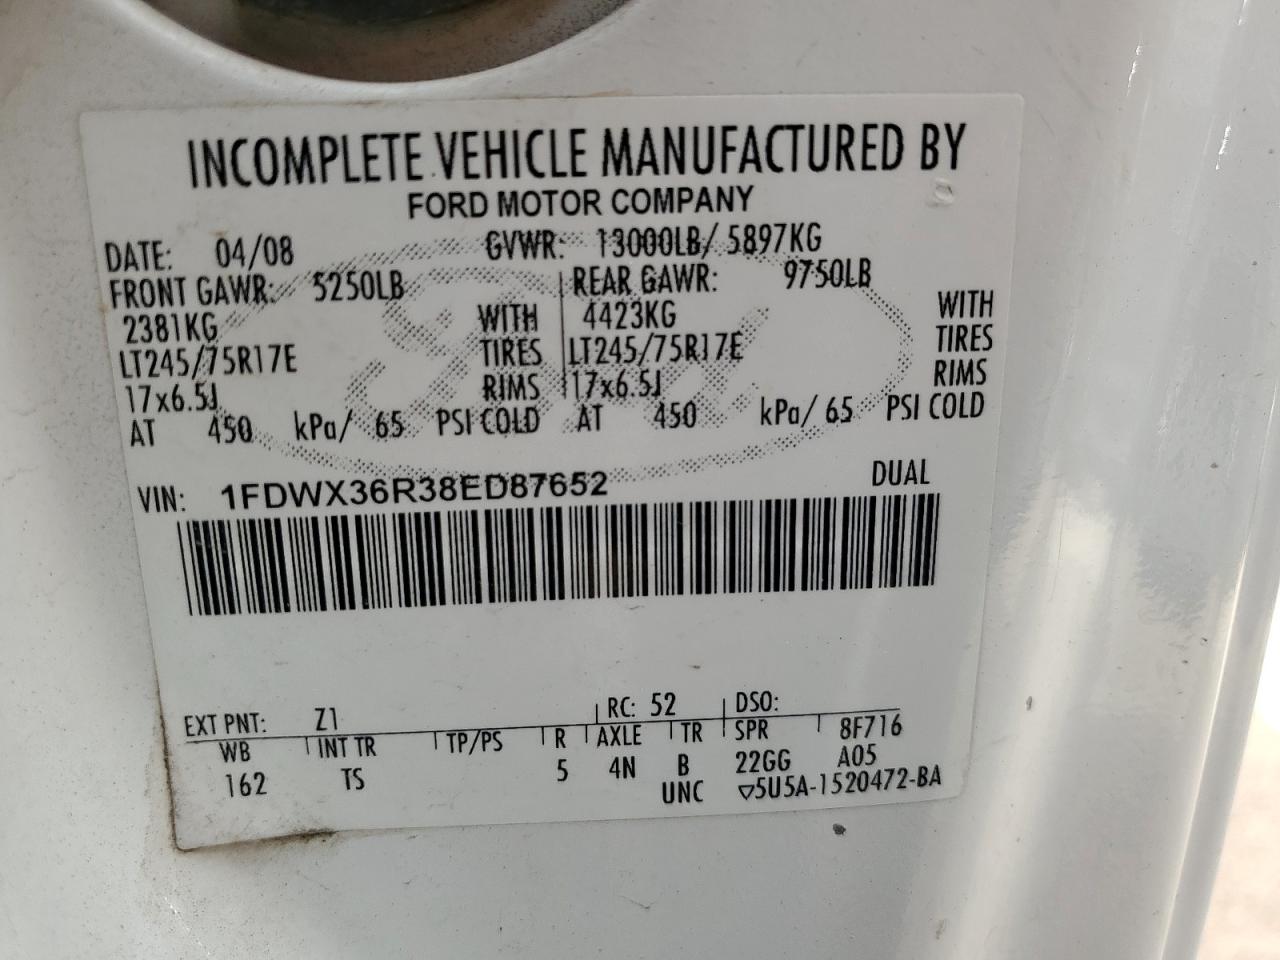 INCOMPLETE VEHICLE MANUFACTURED BY
FORD MOTOR COMPANY
DATE: 04/08 GVWR: 13000LB/ 5897KG
FRONT GAWR: 5250LB REAR GAWR: 9750LB
2381KG WITH 4423KG WITH
LT245/75R17E TIRES LT245/75R17E TIRES
17x6.5J RIMS 17x6.5J RIMS
AT 450 kPa/ 65 PSI COLD AT 450 kPa/ 65 PSI COLD
VIN: 1FDWX36R38ED87652 DUAL
EXT PNT: Z1 RC: 52 DSO:
WB INT TR TP/PS R AXLE TR SPR 8F716
162 TS 5 4N B 22GG A05
UNC ▽5U5A-1520472-BA